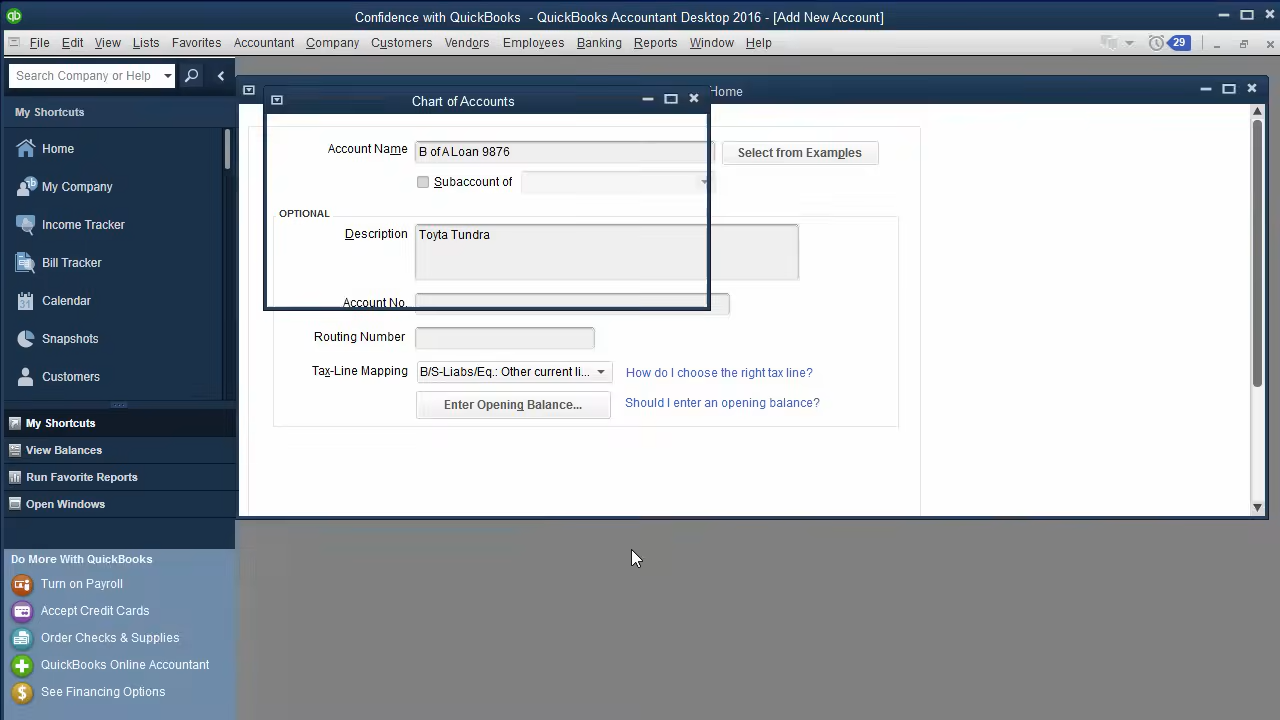 Confidence with QuickBooks - QuickBooks Accountant Desktop 2016 - [Add New Account]
File Edit View Lists Favorites Accountant Company Customers Vendors Employees Banking Reports Window Help
29
Search Company or Help
My Shortcuts
Home
My Company
Income Tracker
Bill Tracker
Calendar
Snapshots
Customers
My Shortcuts
View Balances
Run Favorite Reports
Open Windows
Do More With QuickBooks
Turn on Payroll
Accept Credit Cards
Order Checks & Supplies
QuickBooks Online Accountant
See Financing Options
Home
Chart of Accounts
Account Name B of A Loan 9876 Select from Examples
Subaccount of
OPTIONAL
Description Toyta Tundra
Account No.
Routing Number
Tax-Line Mapping B/S-Liabs/Eq.: Other current li... How do I choose the right tax line?
Enter Opening Balance... Should I enter an opening balance?